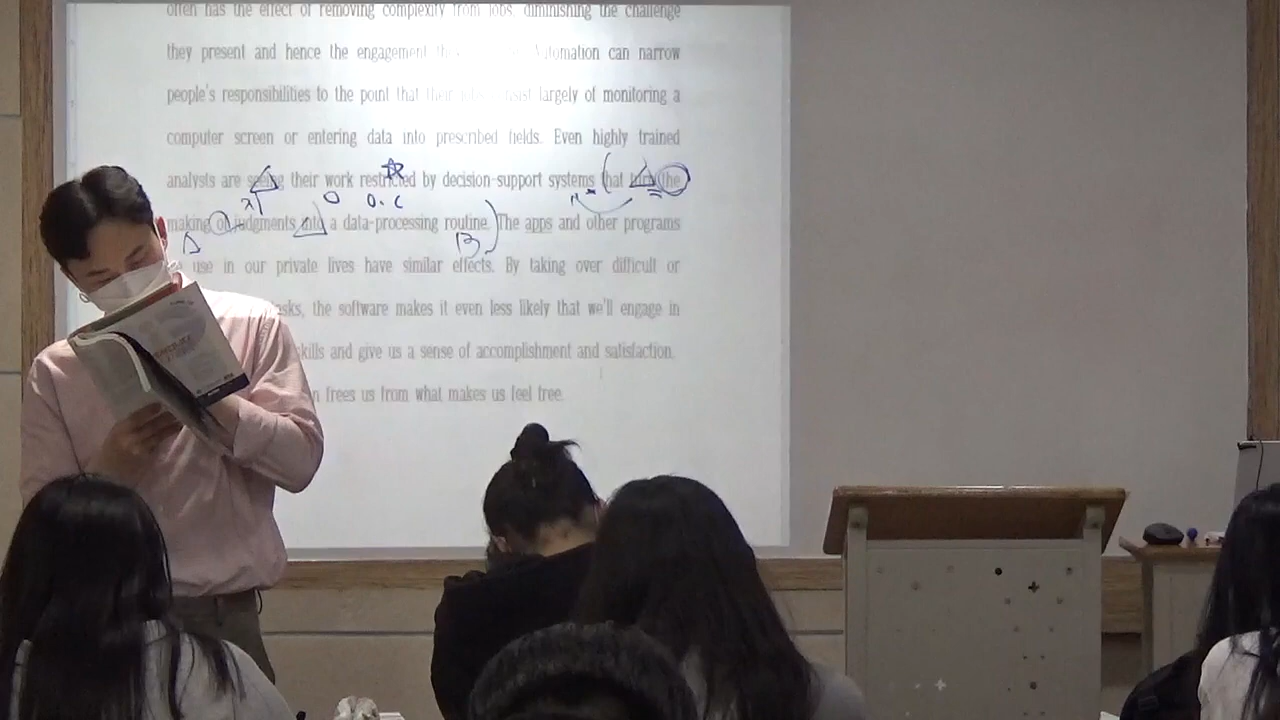 often has the effect of removing complexity from jobs, diminishing the challenge
they present and hence the engagement Automation can narrow
people's responsibilities to the point that their largely of monitoring a
computer screen or entering data into prescribed fields. Even highly trained
analysts are seeing their work restricted by decision-support systems that turn the
making of judgments into a data-processing routine. The apps and other programs
use in our private lives have similar effects. By taking over difficult or
the software makes it even less likely that we'll engage in
skills and give us a sense of accomplishment and satisfaction.
frees us from what makes us feel free.